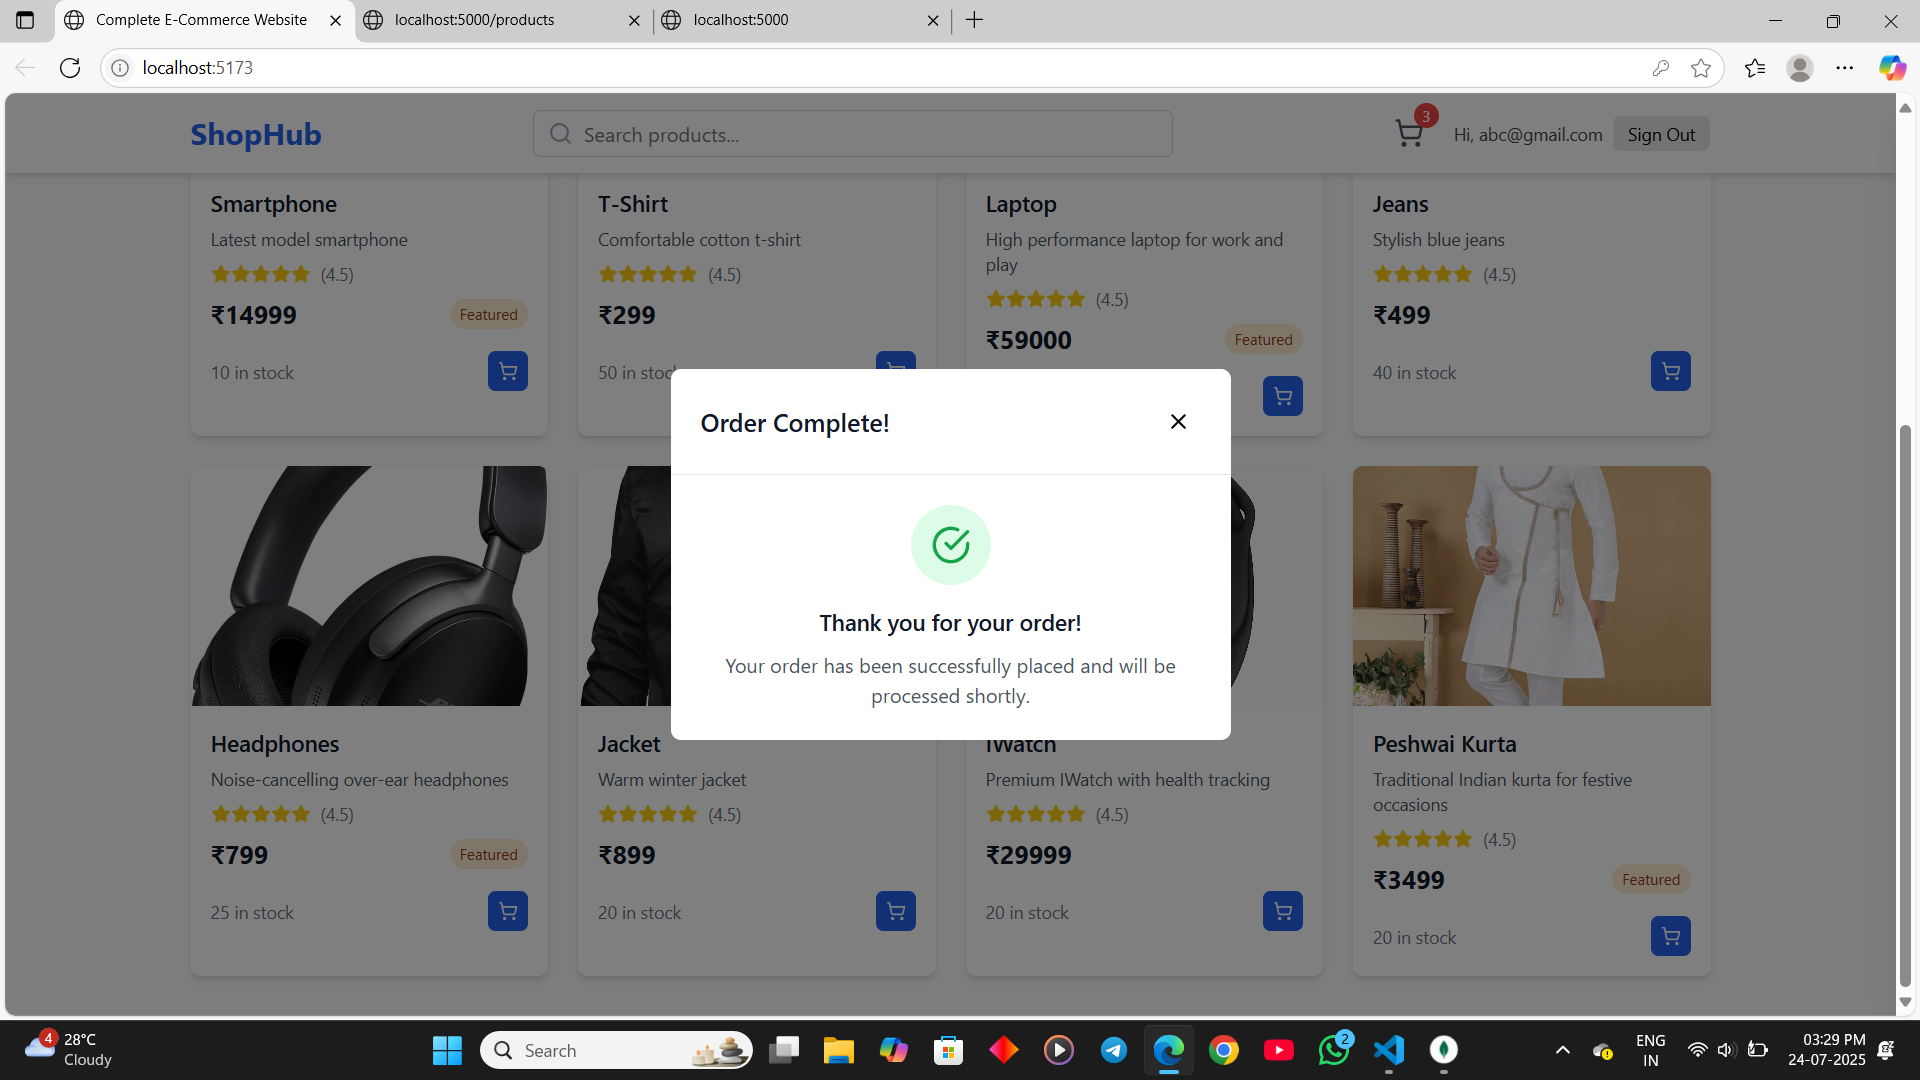 Complete E-Commerce Website
localhost:5000/products
localhost:5000
localhost:5173
ShopHub
Search products...
3
Hi, abc@gmail.com
Sign Out
Smartphone
Latest model smartphone
(4.5)
₹14999
Featured
10 in stock
T-Shirt
Comfortable cotton t-shirt
(4.5)
₹299
50 in stoc
Laptop
High performance laptop for work and
play
(4.5)
₹59000
Featured
Jeans
Stylish blue jeans
(4.5)
₹499
40 in stock
Order Complete!
Thank you for your order!
Your order has been successfully placed and will be
processed shortly.
Headphones
Noise-cancelling over-ear headphones
(4.5)
₹799
Featured
25 in stock
Jacket
Warm winter jacket
(4.5)
₹899
20 in stock
IWatch
Premium IWatch with health tracking
(4.5)
₹29999
20 in stock
Peshwai Kurta
Traditional Indian kurta for festive
occasions
(4.5)
₹3499
Featured
20 in stock
4
28°C
Cloudy
Search
2
ENG
IN
03:29 PM
24-07-2025